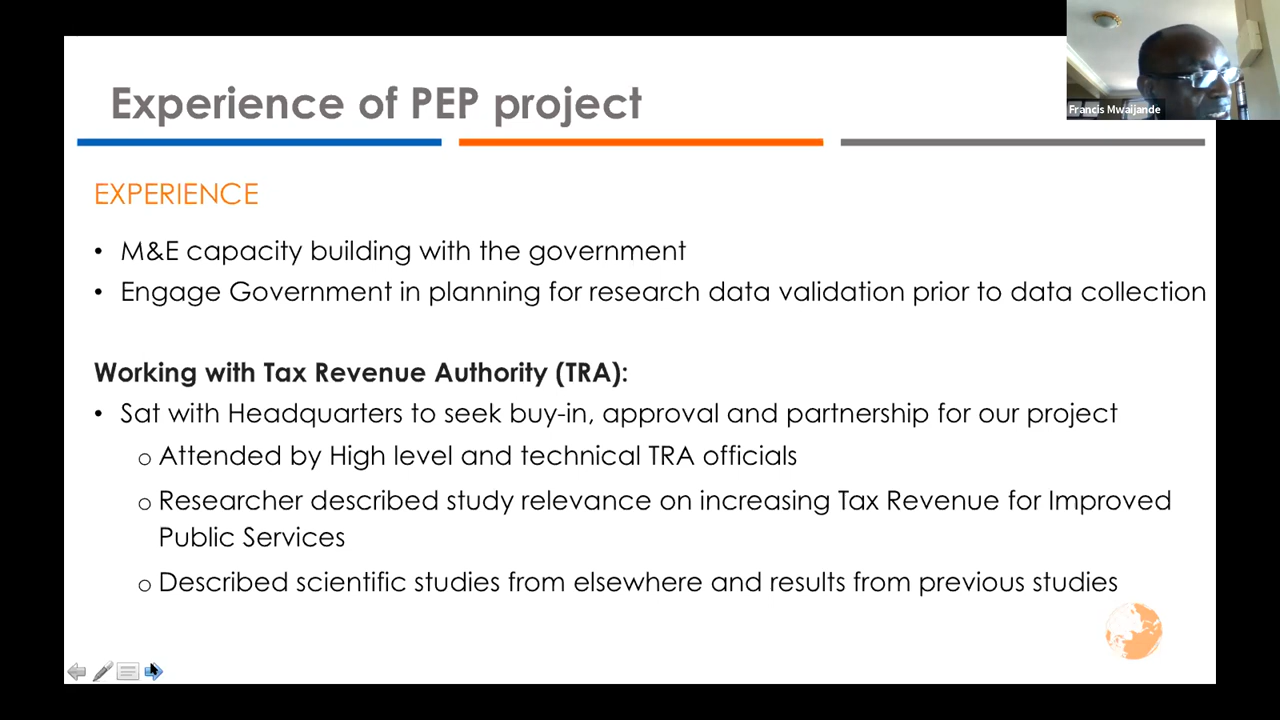 Experience of PEP project
Francis Mwaijande
EXPERIENCE
• M&E capacity building with the government
• Engage Government in planning for research data validation prior to data collection
Working with Tax Revenue Authority (TRA):
• Sat with Headquarters to seek buy-in, approval and partnership for our project
o Attended by High level and technical TRA officials
o Researcher described study relevance on increasing Tax Revenue for Improved
Public Services
o Described scientific studies from elsewhere and results from previous studies